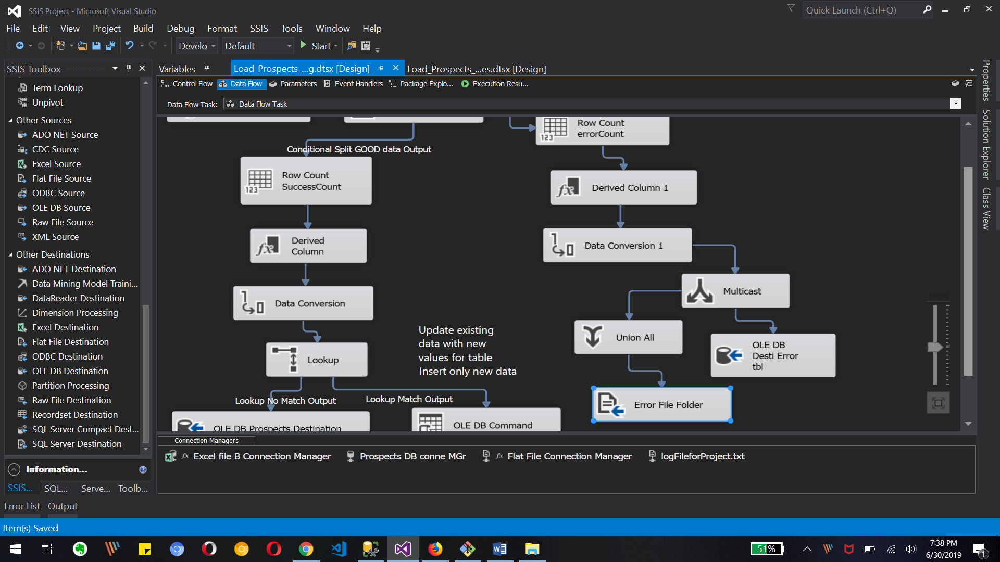 SSIS Project - Microsoft Visual Studio
Quick Launch (Ctrl+Q)
File Edit View Project Build Debug Format SSIS Tools Window Help
Develo Default Start
SSIS Toolbox
Term Lookup
Unpivot
Other Sources
ADO NET Source
CDC Source
Excel Source
Flat File Source
ODBC Source
OLE DB Source
Raw File Source
XML Source
Other Destinations
ADO NET Destination
Data Mining Model Traini...
DataReader Destination
Dimension Processing
Excel Destination
Flat File Destination
ODBC Destination
OLE DB Destination
Partition Processing
Raw File Destination
Recordset Destination
SQL Server Compact Dest...
SQL Server Destination
Information...
SSIS... SQL... Serve... Toolb...
Error List Output
Variables Load_Prospects_...g.dtsx [Design] Load_Prospects_...es.dtsx [Design]
Control Flow Data Flow Parameters Event Handlers Package Explo... Execution Resu...
Data Flow Task: Data Flow Task
Row Count
errorCount
123
Conditional Split GOOD data Output
Row Count
SuccessCount
123
Derived Column 1
Derived
Column
Data Conversion 1
Data Conversion
Multicast
Union All
OLE DB
Desti Error
tbl
Update existing
data with new
values for table
Insert only new data
Lookup
Lookup No Match Output
Lookup Match Output
Error File Folder
OLE DB Prospects Destination
OLE DB Command
100%
Connection Managers
Excel file B Connection Manager Prospects DB conne MGr Flat File Connection Manager logFileforProject.txt
Properties
Solution Explorer
Class View
Item(s) Saved
51%
7:38 PM
6/30/2019
1